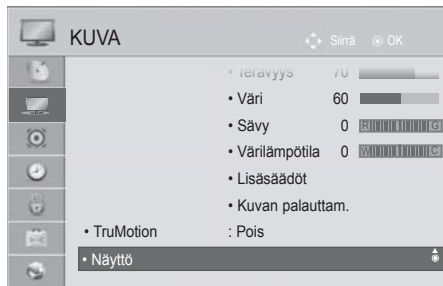 KUVA Siirrä OK
• Terävyys 70
• Väri 60
• Sävy 0 R G
• Värilämpötila 0 W C
• Lisäsäädöt
• Kuvan palauttam.
• TruMotion : Pois
• Näyttö